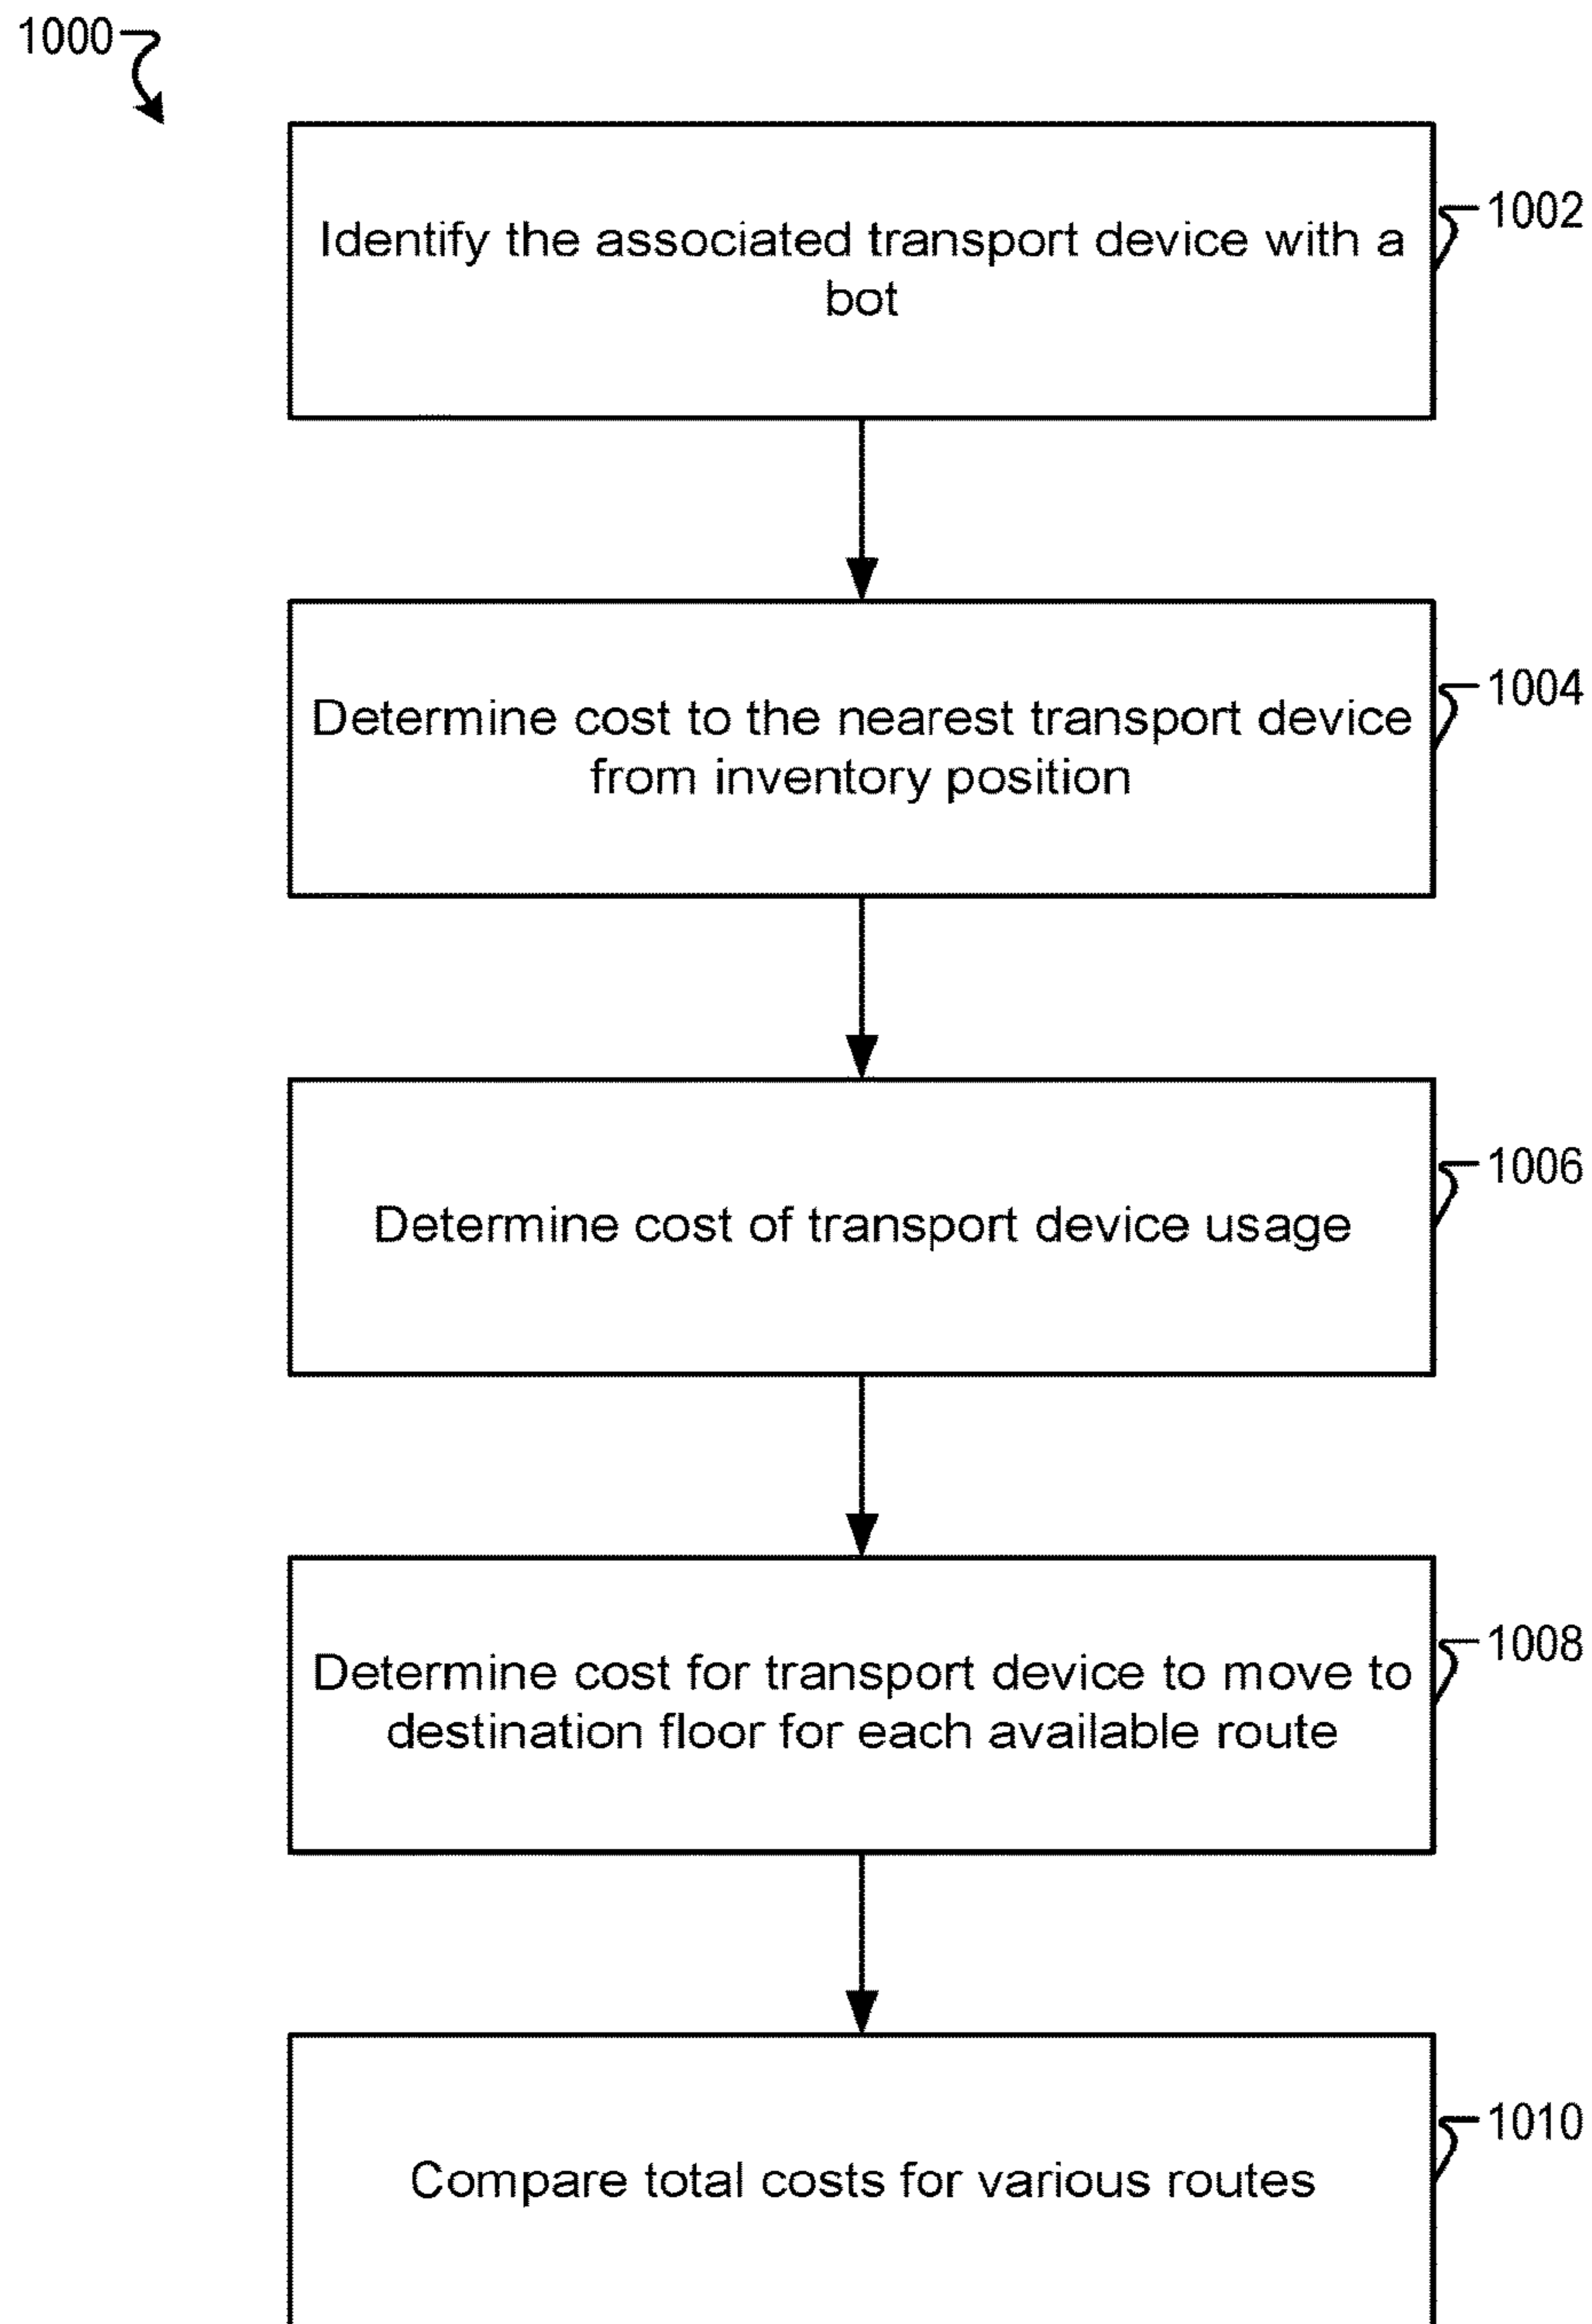 1000
Identify the associated transport device with a
bot
1002
Determine cost to the nearest transport device
from inventory position
1004
Determine cost of transport device usage
1006
Determine cost for transport device to move to
destination floor for each available route
1008
Compare total costs for various routes
1010